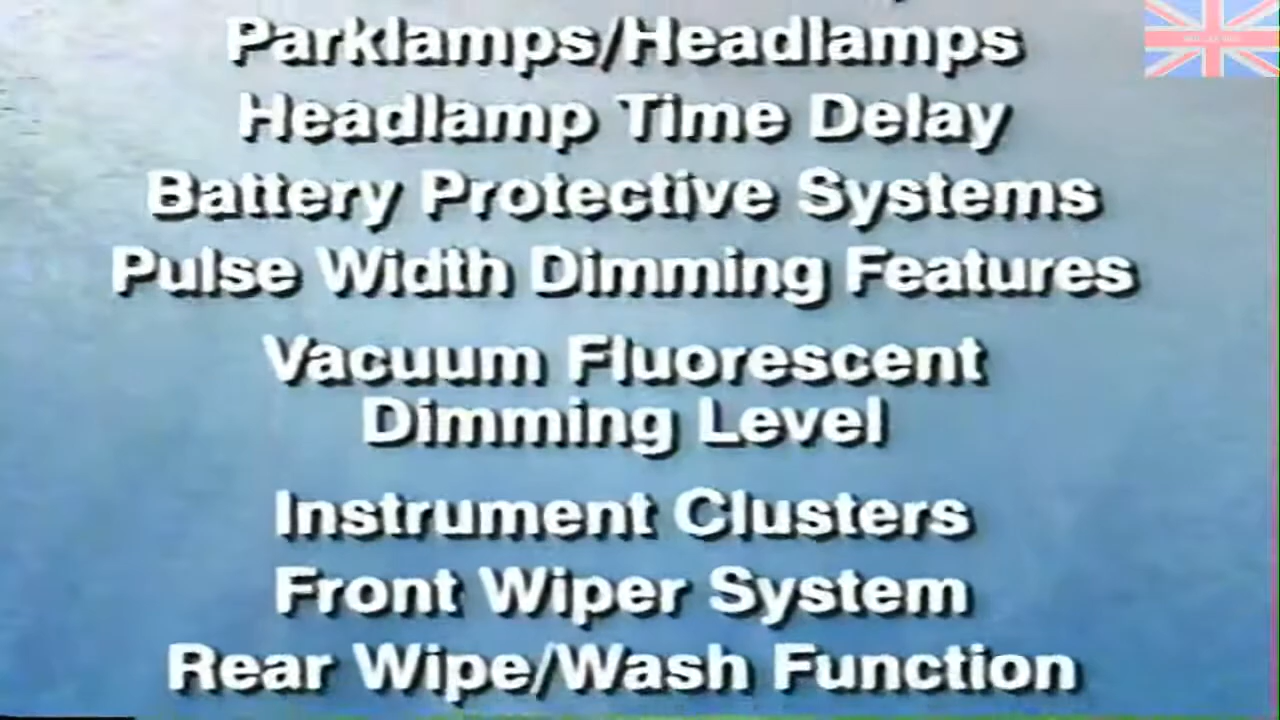 Parklamps/Headlamps
Headlamp Time Delay
Battery Protective Systems
Pulse Width Dimming Features
Vacuum Fluorescent
Dimming Level
Instrument Clusters
Front Wiper System
Rear Wipe/Wash Function